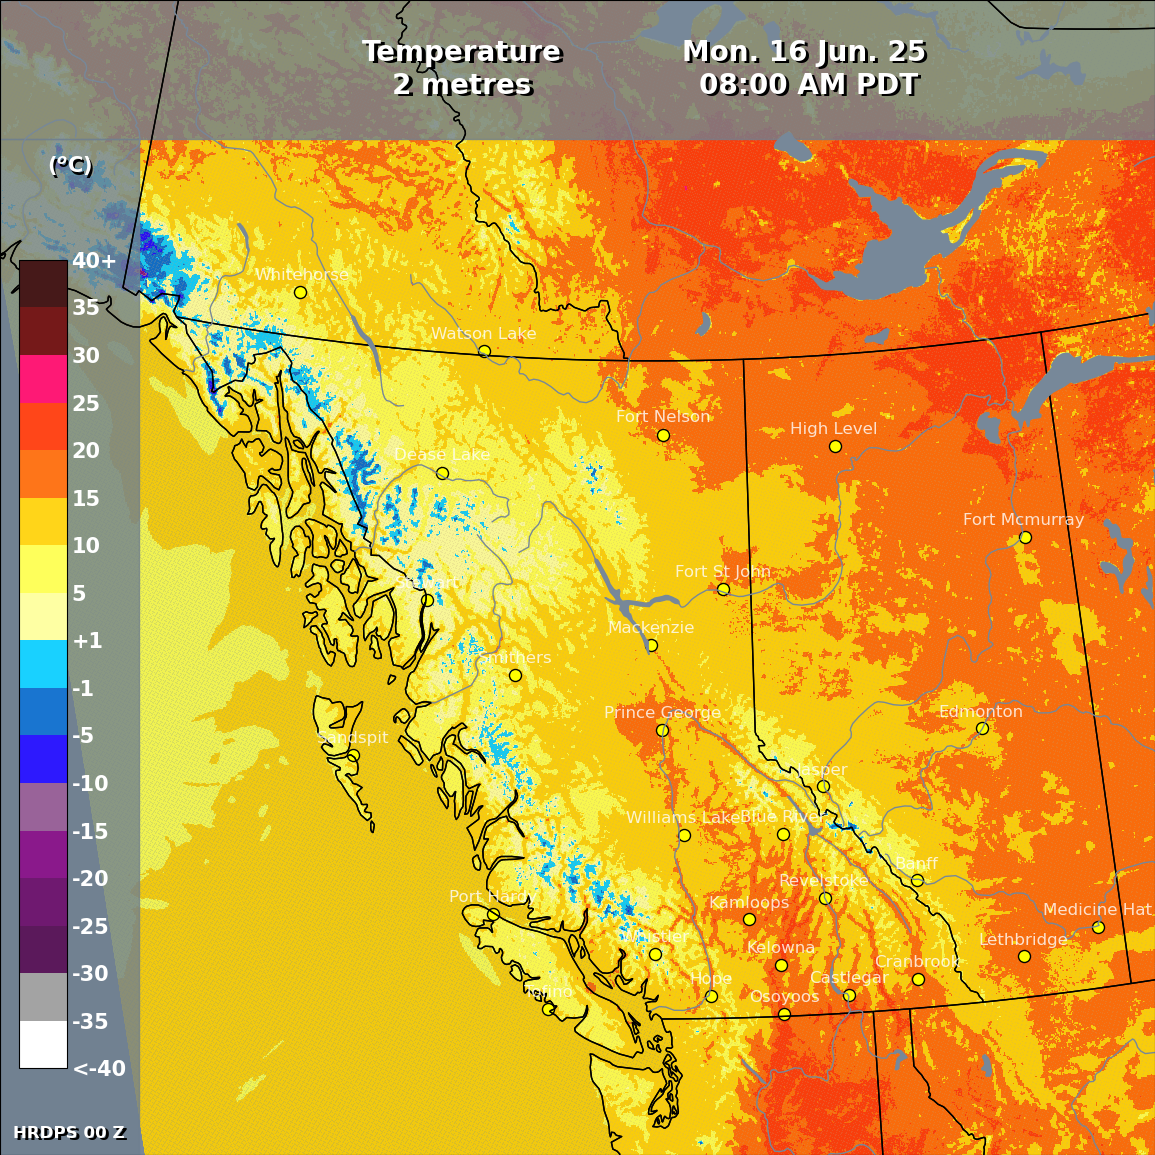 Temperature
2 metres
Mon. 16 Jun. 25
08:00 AM PDT
(°C)
40+
35
30
25
20
15
10
5
+1
-1
-5
-10
-15
-20
-25
-30
-35
<-40
Whitehorse
Watson Lake
Fort Nelson
High Level
Dease Lake
Fort Mcmurray
Fort St John
Mackenzie
Smithers
Prince George
Edmonton
Sandspit
Jasper
Williams Lake
Blue River
Banff
Revelstoke
Port Hardy
Kamloops
Medicine Hat
Whistler
Kelowna
Lethbridge
Cranbrook
Hope
Castlegar
Tofino
Osoyoos
HRDPS 00 Z